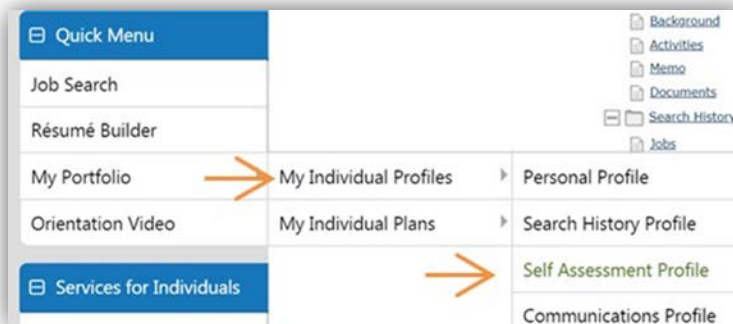 Quick Menu
Job Search
Résumé Builder
My Portfolio
Orientation Video
Services for Individuals
My Individual Profiles
My Individual Plans
Background
Activities
Memo
Documents
Search History
Jobs
Personal Profile
Search History Profile
Self Assessment Profile
Communications Profile